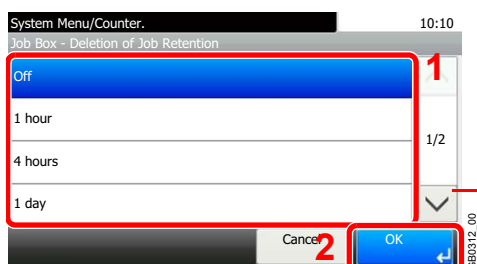 System Menu/Counter. 10:10
Job Box - Deletion of Job Retention
Off
1
1 hour
1/2
4 hours
1 day
Cancel
2
OK
GB0312_00